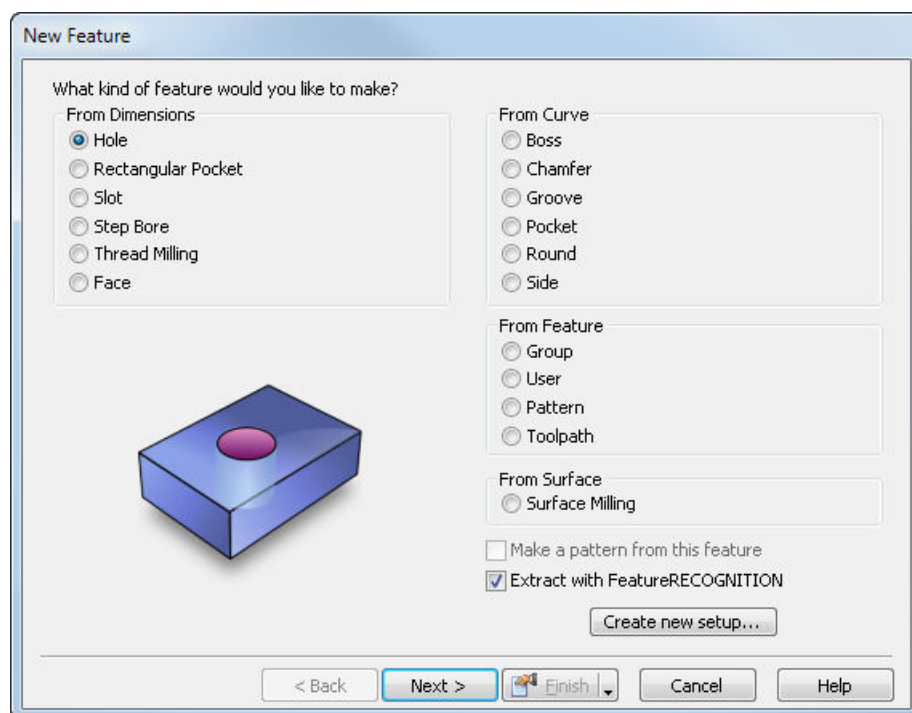 New Feature
What kind of feature would you like to make?
From Dimensions
Hole
Rectangular Pocket
Slot
Step Bore
Thread Milling
Face
From Curve
Boss
Chamfer
Groove
Pocket
Round
Side
From Feature
Group
User
Pattern
Toolpath
From Surface
Surface Milling
Make a pattern from this feature
Extract with FeatureRECOGNITION
Create new setup...
< Back
Next >
Finish
Cancel
Help